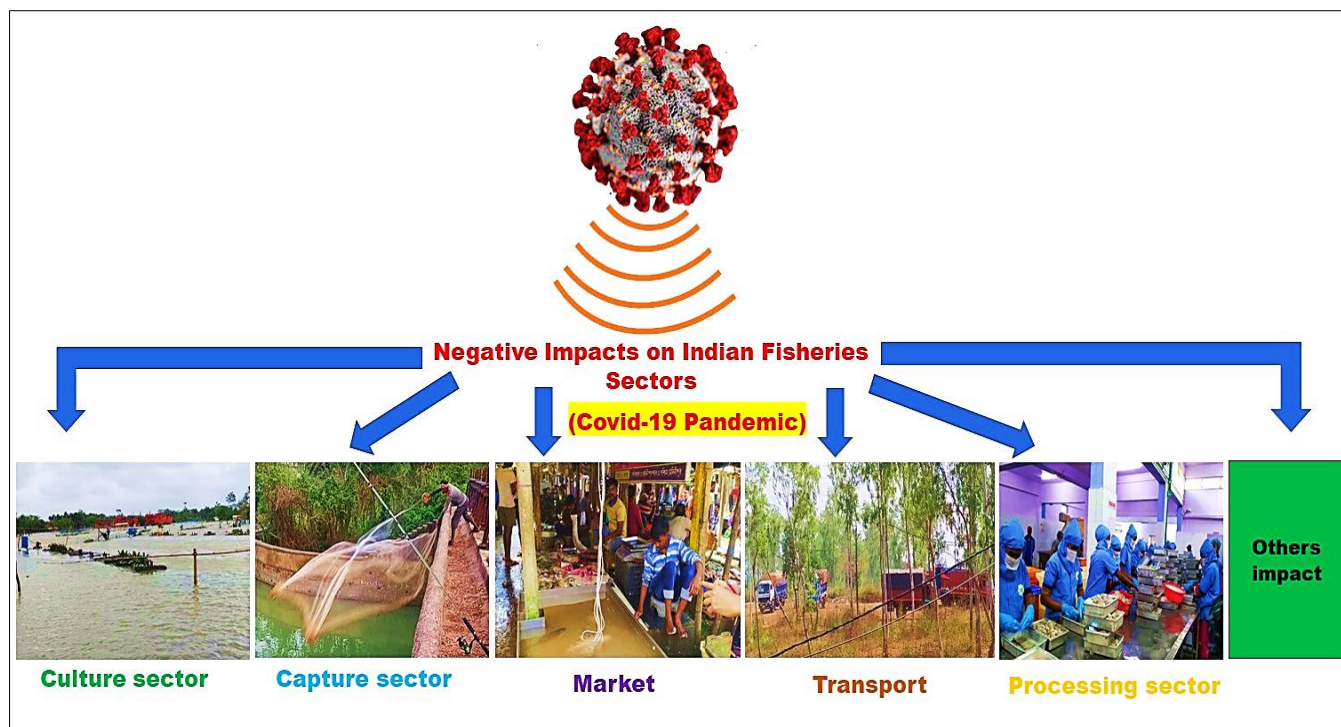 Negative Impacts on Indian Fisheries
Sectors
(Covid-19 Pandemic)
Others
impact
Culture sector
Capture sector
Market
Transport
Processing sector